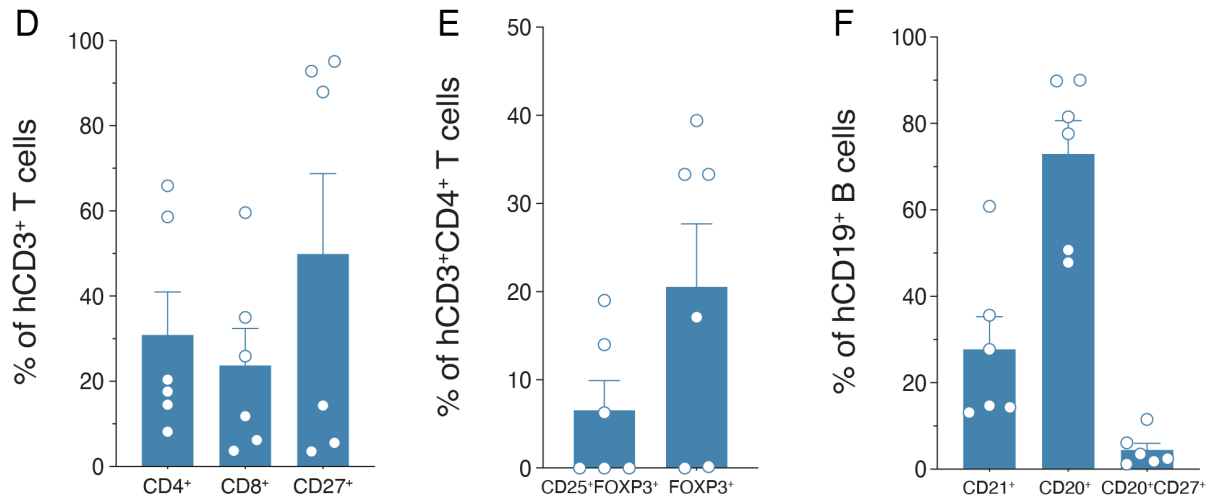 D
% of hCD3⁺ T cells
100
80
60
40
20
0
CD4⁺ CD8⁺ CD27⁺
E
% of hCD3⁺CD4⁺ T cells
50
40
30
20
10
0
CD25⁺FOXP3⁺ FOXP3⁺
F
% of hCD19⁺ B cells
100
80
60
40
20
0
CD21⁺ CD20⁺ CD20⁺CD27⁺